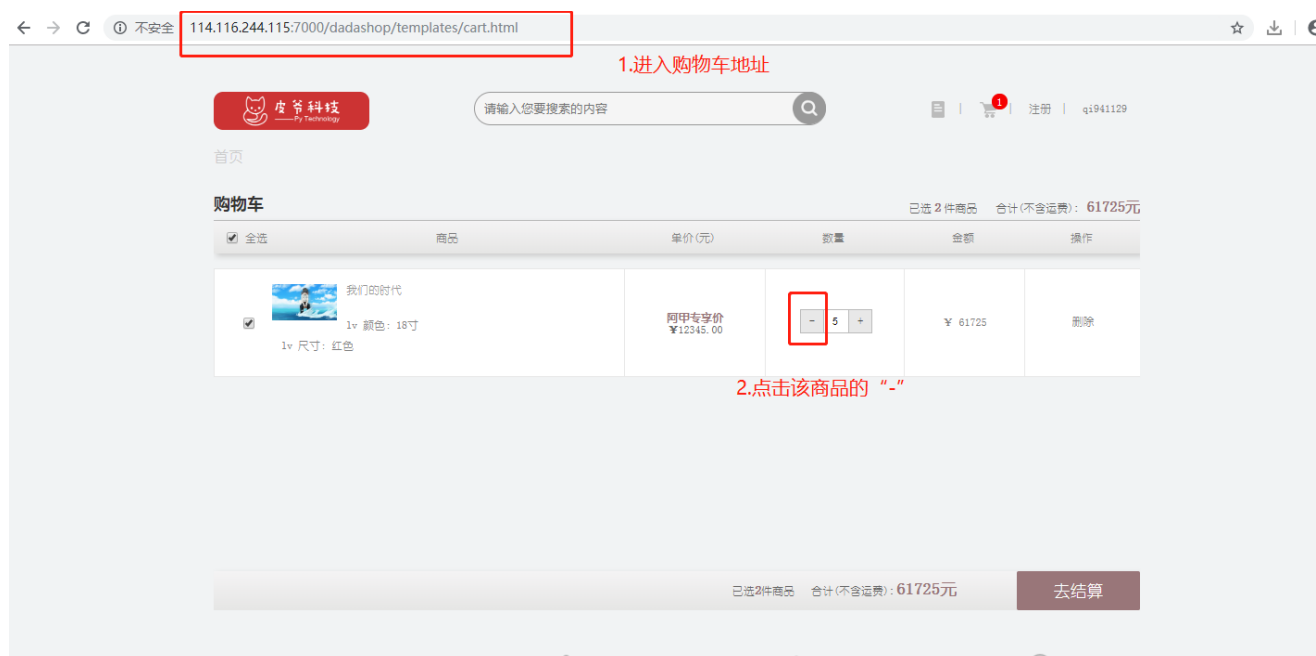 不安全 114.116.244.115:7000/dadashop/templates/cart.html
1.进入购物车地址
皮爷科技
Py Technology
请输入您要搜索的内容
1 注册 qi941129
首页
购物车
已选 2 件商品 合计(不含运费): 61725元
全选 商品 单价(元) 数量 金额 操作
我们的时代
lv 颜色: 18寸
lv 尺寸: 红色
阿甲专享价
¥12345.00
- 5 +
¥ 61725
删除
2.点击该商品的“-”
已选2件商品 合计(不含运费):61725元
去结算